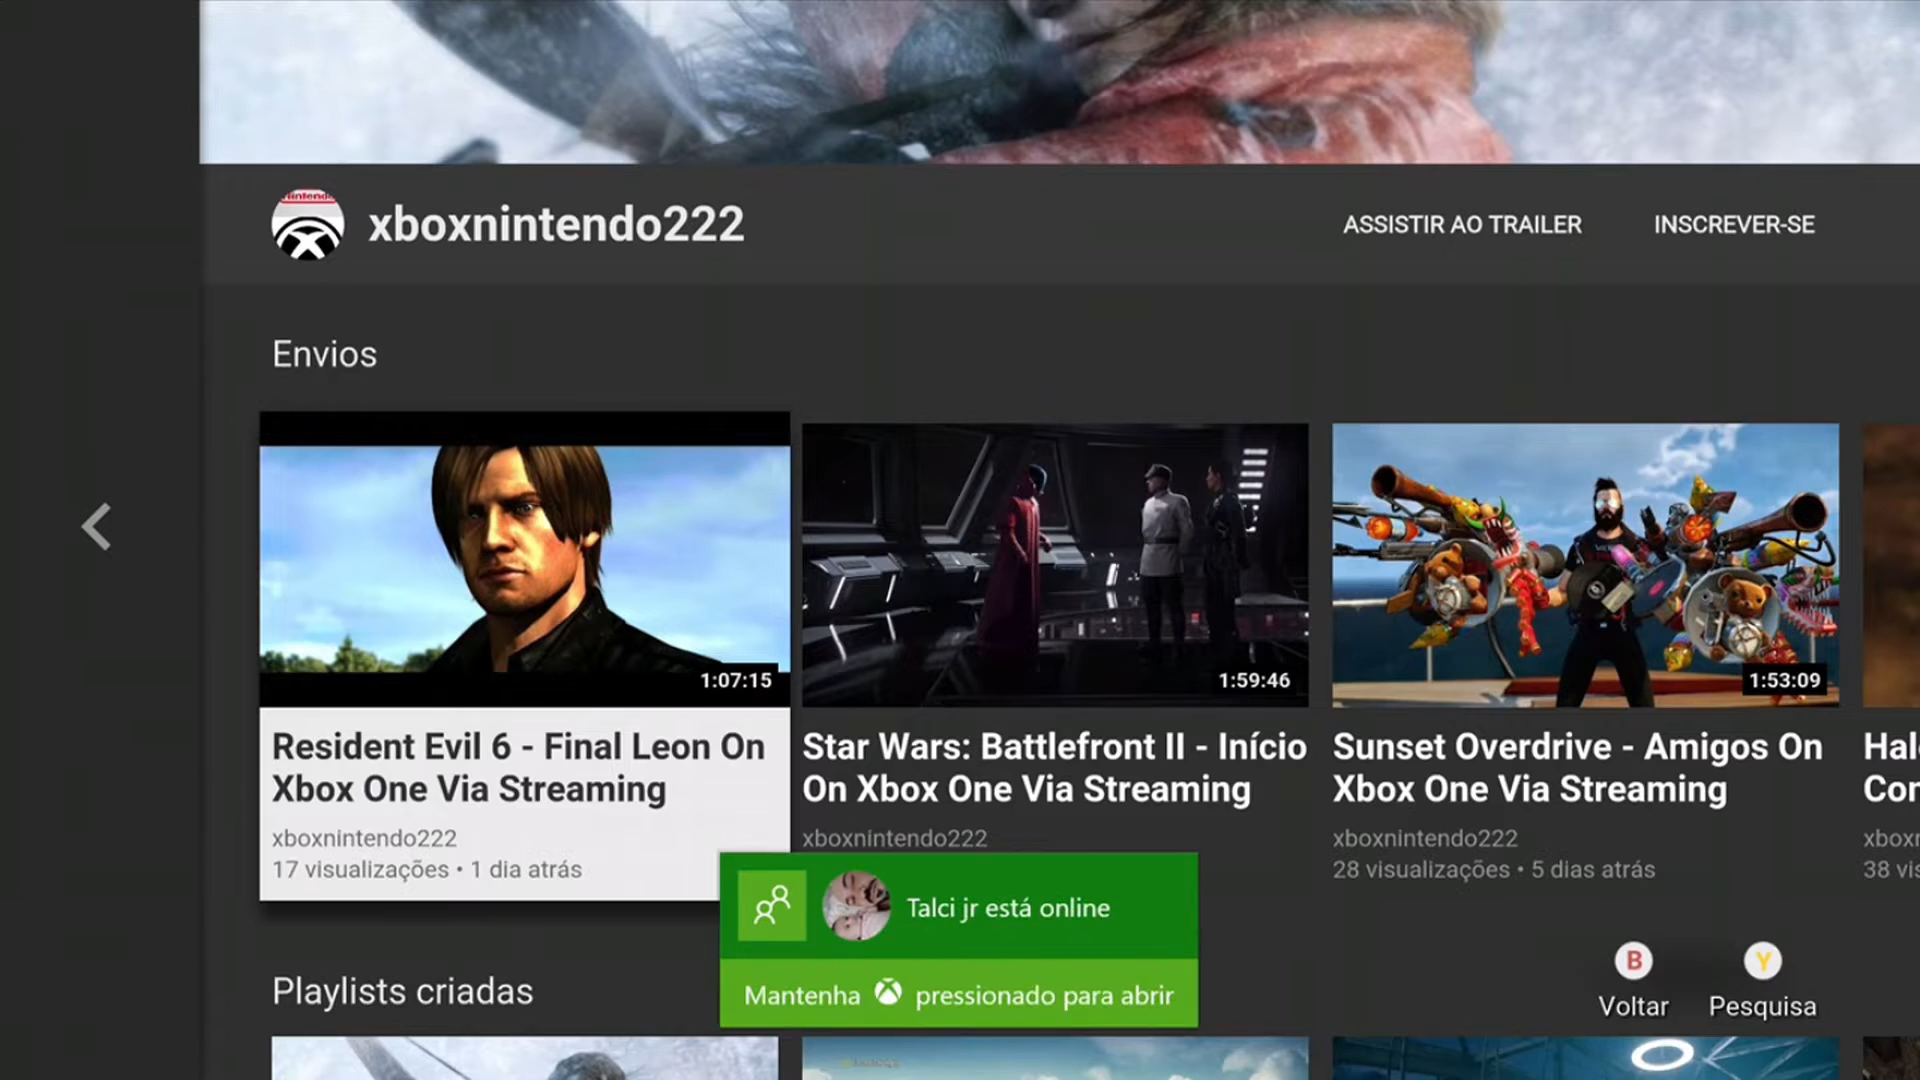 Nintendo
xboxnintendo222
ASSISTIR AO TRAILER
INSCREVER-SE
Envios
1:07:15
1:59:46
1:53:09
Resident Evil 6 - Final Leon On
Xbox One Via Streaming
xboxnintendo222
17 visualizações • 1 dia atrás
Star Wars: Battlefront II - Início
On Xbox One Via Streaming
xboxnintendo222
Sunset Overdrive - Amigos On
Xbox One Via Streaming
xboxnintendo222
28 visualizações • 5 dias atrás
38
Talci jr está online
Mantenha pressionado para abrir
B
Voltar
Y
Pesquisa
Playlists criadas